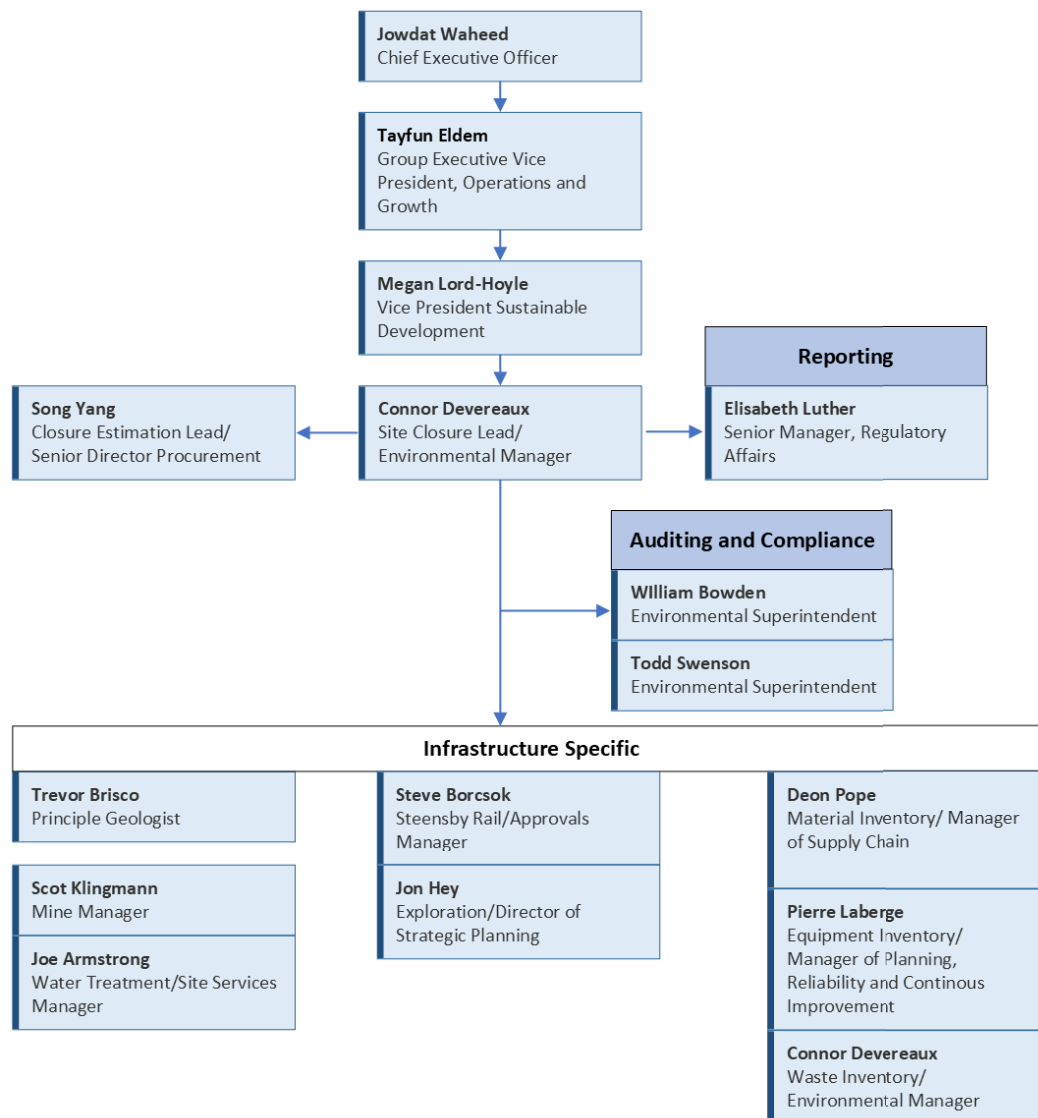 Jowdat Waheed
Chief Executive Officer
Tayfun Eldem
Group Executive Vice
President, Operations and
Growth
Megan Lord-Hoyle
Vice President Sustainable
Development
Reporting
Song Yang
Closure Estimation Lead/
Senior Director Procurement
Connor Devereaux
Site Closure Lead/
Environmental Manager
Elisabeth Luther
Senior Manager, Regulatory
Affairs
Auditing and Compliance
WIlliam Bowden
Environmental Superintendent
Todd Swenson
Environmental Superintendent
Infrastructure Specific
Trevor Brisco
Principle Geologist
Scot Klingmann
Mine Manager
Joe Armstrong
Water Treatment/Site Services
Manager
Steve Borcsok
Steensby Rail/Approvals
Manager
Jon Hey
Exploration/Director of
Strategic Planning
Deon Pope
Material Inventory/ Manager
of Supply Chain
Pierre Laberge
Equipment Inventory/
Manager of Planning,
Reliability and Continous
Improvement
Connor Devereaux
Waste Inventory/
Environmental Manager